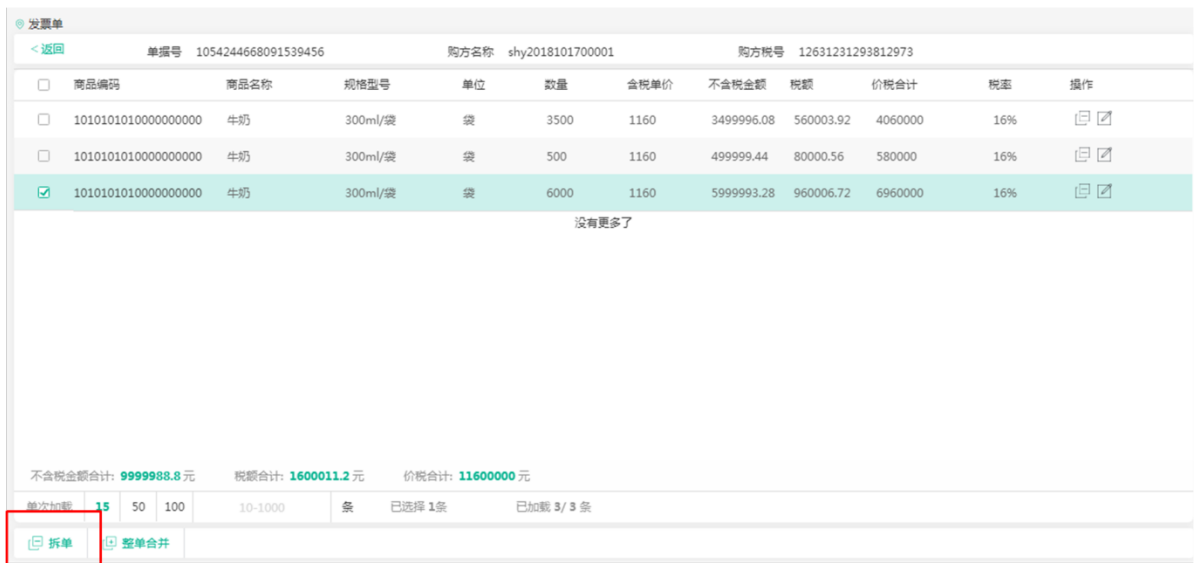 发票单
<返回 单据号 1054244668091539456 购方名称 shy2018101700001 购方税号 12631231293812973
商品编码 商品名称 规格型号 单位 数量 含税单价 不含税金额 税额 价税合计 税率 操作
1010101010000000000 牛奶 300ml/袋 袋 3500 1160 3499996.08 560003.92 4060000 16%
1010101010000000000 牛奶 300ml/袋 袋 500 1160 499999.44 80000.56 580000 16%
1010101010000000000 牛奶 300ml/袋 袋 6000 1160 5999993.28 960006.72 6960000 16%
没有更多了
不含税金额合计: 9999988.8 元 税额合计: 1600011.2 元 价税合计: 11600000 元
单次加载 15 50 100 10-1000 条 已选择 1条 已加载 3/ 3 条
拆单 整单合并